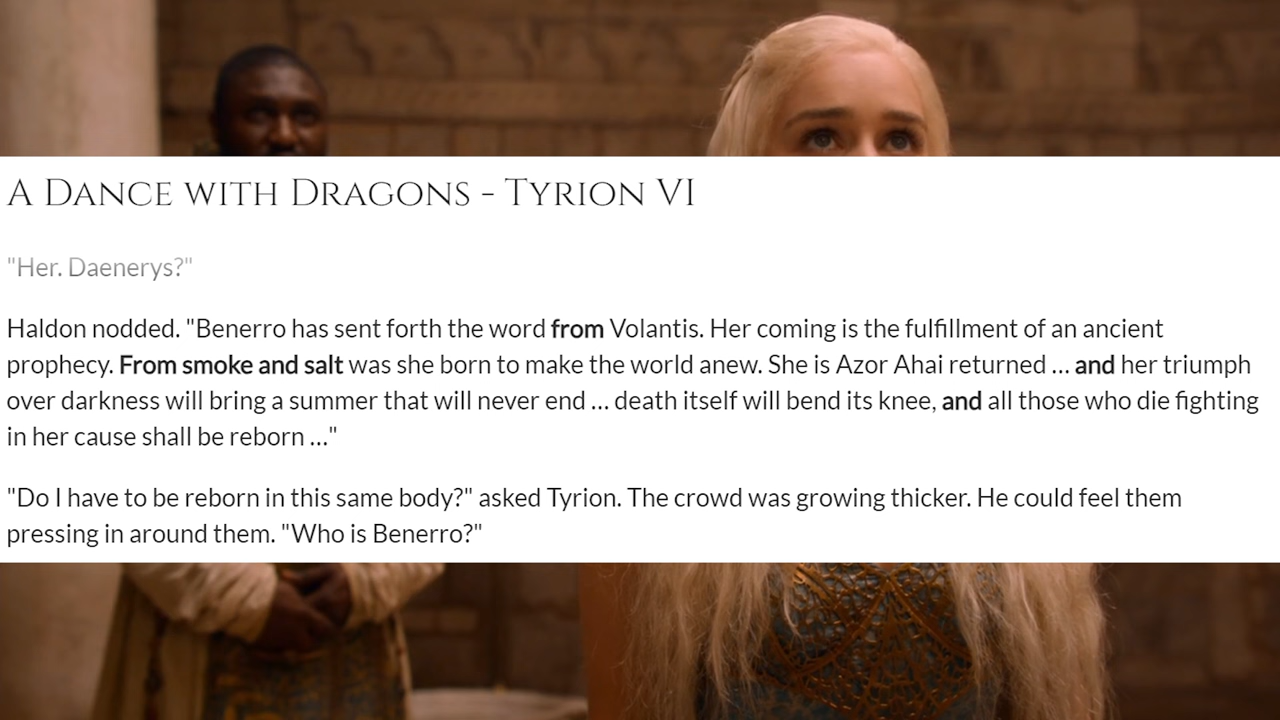 A Dance with Dragons - Tyrion VI
"Her. Daenerys?"
Haldon nodded. "Benerro has sent forth the word from Volantis. Her coming is the fulfillment of an ancient
prophecy. From smoke and salt was she born to make the world anew. She is Azor Ahai returned ... and her triumph
over darkness will bring a summer that will never end ... death itself will bend its knee, and all those who die fighting
in her cause shall be reborn ..."
"Do I have to be reborn in this same body?" asked Tyrion. The crowd was growing thicker. He could feel them
pressing in around them. "Who is Benerro?"